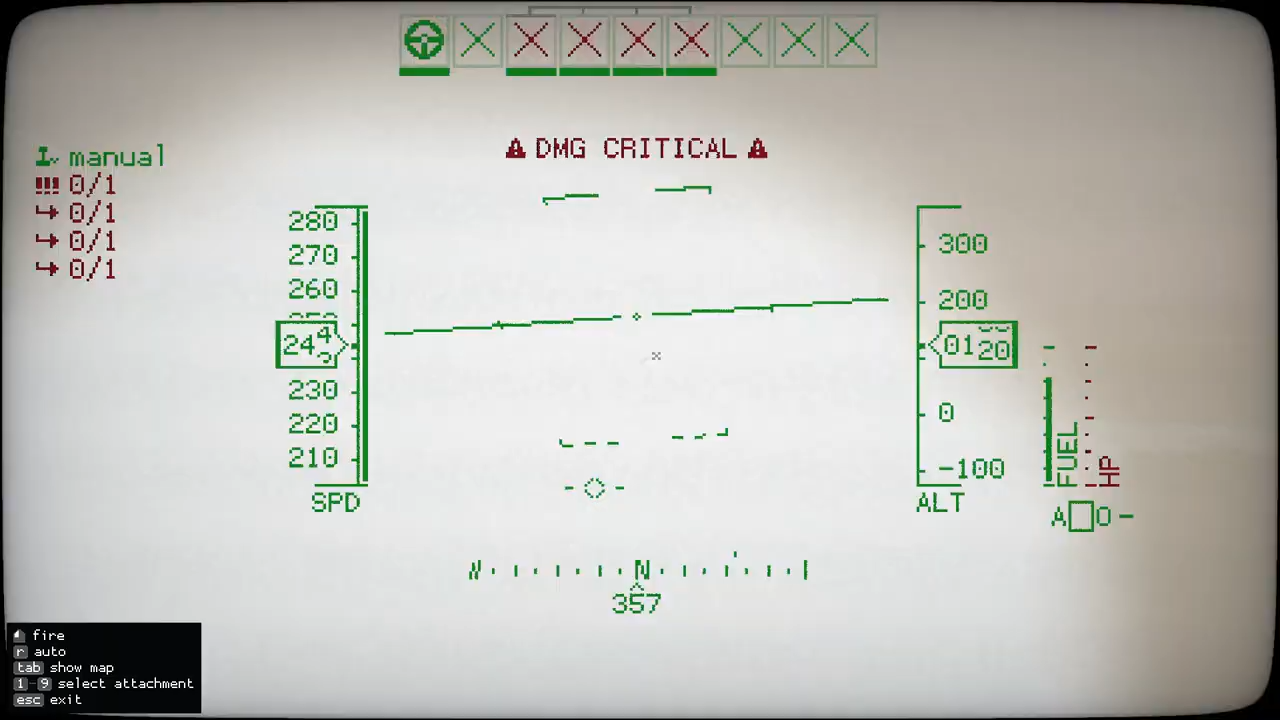 DMG CRITICAL
manual
!!! 0/1
0/1
0/1
0/1
280
270
260
230
220
210
SPD
300
200
0
-100
ALT
FUEL
HP
W N
357
fire
r auto
tab show map
1-9 select attachment
esc exit